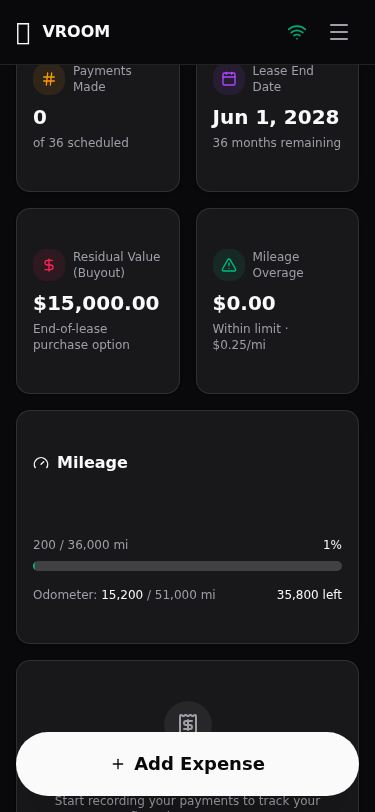 VROOM
Payments
Made
Lease End
Date
0
Jun 1, 2028
of 36 scheduled
36 months remaining
Residual Value
(Buyout)
Mileage
Overage
$15,000.00
$0.00
End-of-lease
purchase option
Within limit ·
$0.25/mi
Mileage
200 / 36,000 mi
1%
Odometer: 15,200 / 51,000 mi
35,800 left
+ Add Expense
Start recording your payments to track your